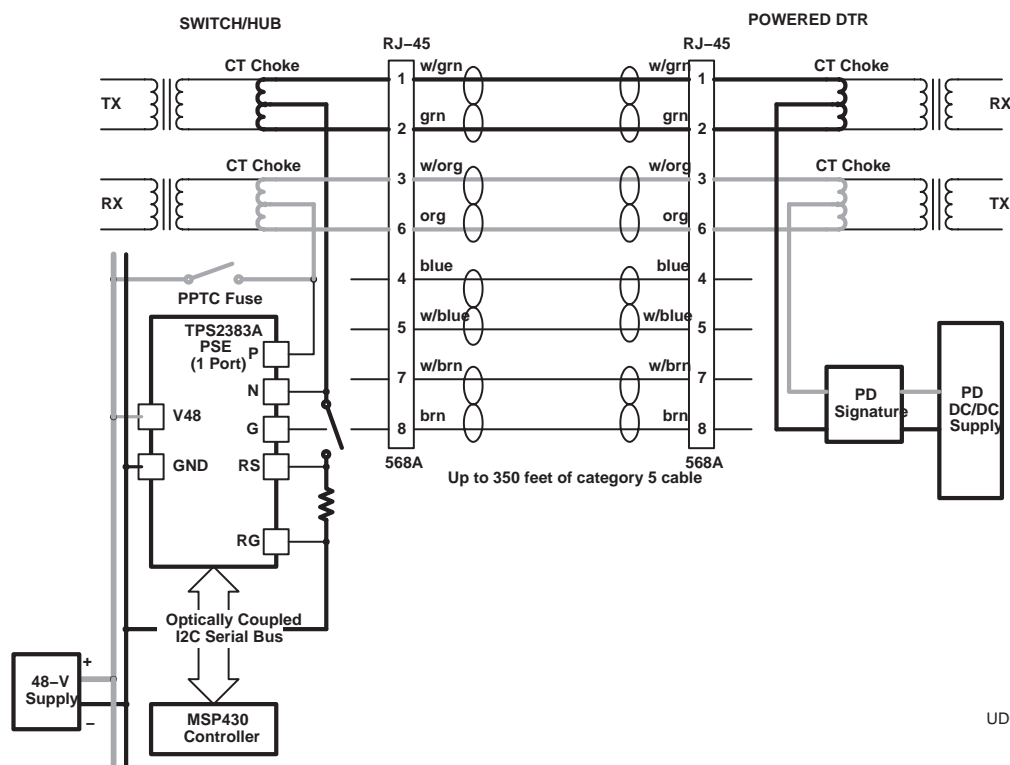 SWITCH/HUB
POWERED DTR
RJ–45
RJ–45
CT Choke
w/grn
w/grn
CT Choke
1
1
TX
RX
grn
grn
2
2
CT Choke
w/org
w/org
CT Choke
3
3
RX
TX
org
org
6
6
blue
blue
4
4
PPTC Fuse
w/blue
w/blue
5
5
TPS2383A
PSE
(1 Port)
P
w/brn
w/brn
7
7
N
V48
G
brn
brn
8
8
PD
Signature
PD
DC/DC
Supply
GND
RS
568A
568A
Up to 350 feet of category 5 cable
RG
Optically Coupled
I2C Serial Bus
+
48–V
Supply
–
MSP430
Controller
UD